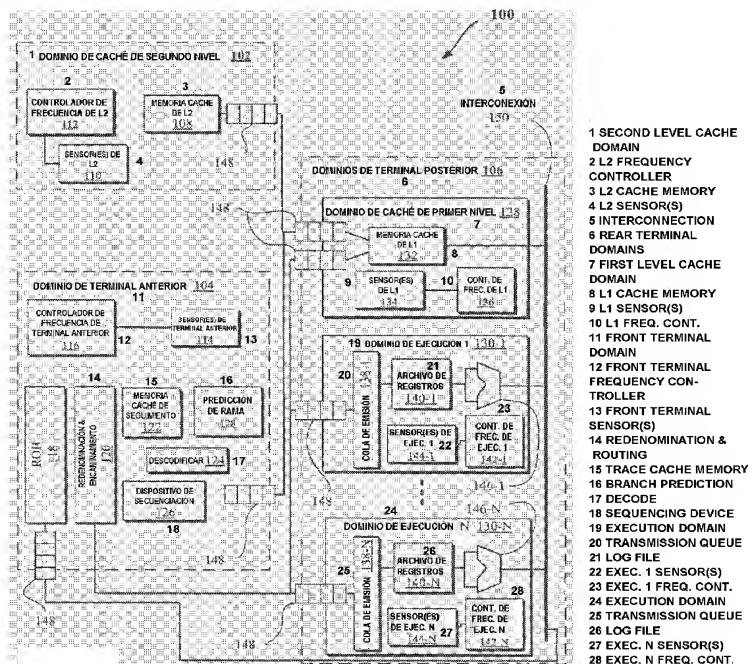 100
1 DOMINIO DE CACHÉ DE SEGUNDO NIVEL 102
2
CONTROLADOR DE
FRECUENCIA DE L2
112
3
MEMORIA CACHE
DE L2
108
SENSOR(ES) DE
L2
110
4
148
5
INTERCONEXIÓN
150
DOMINIOS DE TERMINAL POSTERIOR 106
6
148
DOMINIO DE CACHÉ DE PRIMER NIVEL 128
7
MEMORIA CACHE
DE L1
132
8
9
SENSOR(ES)
DE L1
134
10
CONT. DE
FREC. DE L1
136
DOMINIO DE TERMINAL ANTERIOR 104
11
CONTROLADOR DE
FRECUENCIA DE
TERMINAL ANTERIOR
116
12
SENSOR(ES) DE
TERMINAL ANTERIOR
114
13
ROB
118
14
REDENOMINACIÓN &
ENCAMINAMIENTO
120
15
MEMORIA
CACHÉ DE
SEGUIMIENTO
122
16
PREDICCIÓN
DE RAMA
128
DESCODIFICAR 124
17
DISPOSITIVO DE
SECUENCIACIÓN
126
18
148
148
19 DOMINIO DE EJECUCIÓN 1 130-1
20
COLA DE EMISIÓN
138-1
21
ARCHIVO DE
REGISTROS
140-1
SENSOR(ES) DE
EJEC. 1
144-1
22
23
CONT. DE
FREC. DE
EJEC. 1
142-1
146-1
148
24
146-N
DOMINIO DE EJECUCIÓN N 130-N
25
COLA DE EMISIÓN
138-N
26
ARCHIVO DE
REGISTROS
140-N
SENSOR(ES)
DE EJEC. N
144-N
27
28
CONT. DE
FREC. DE
EJEC. N
142-N
148
1 SECOND LEVEL CACHE
DOMAIN
2 L2 FREQUENCY
CONTROLLER
3 L2 CACHE MEMORY
4 L2 SENSOR(S)
5 INTERCONNECTION
6 REAR TERMINAL
DOMAINS
7 FIRST LEVEL CACHE
DOMAIN
8 L1 CACHE MEMORY
9 L1 SENSOR(S)
10 L1 FREQ. CONT.
11 FRONT TERMINAL
DOMAIN
12 FRONT TERMINAL
FREQUENCY CON-
TROLLER
13 FRONT TERMINAL
SENSOR(S)
14 REDENOMINATION &
ROUTING
15 TRACE CACHE MEMORY
16 BRANCH PREDICTION
17 DECODE
18 SEQUENCING DEVICE
19 EXECUTION DOMAIN
20 TRANSMISSION QUEUE
21 LOG FILE
22 EXEC. 1 SENSOR(S)
23 EXEC. 1 FREQ. CONT.
24 EXECUTION DOMAIN
25 TRANSMISSION QUEUE
26 LOG FILE
27 EXEC. N SENSOR(S)
28 EXEC. N FREQ. CONT.